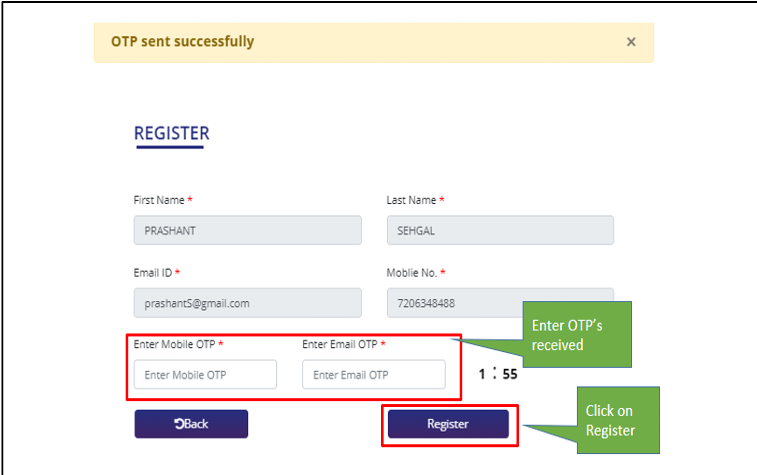 OTP sent successfully ×
REGISTER
First Name * Last Name *
PRASHANT SEHGAL
Email ID * Moblie No. *
prashantS@gmail.com 7206348488
Enter OTP's
received
Enter Mobile OTP * Enter Email OTP *
Enter Mobile OTP Enter Email OTP 1 : 55
Back Register
Click on
Register